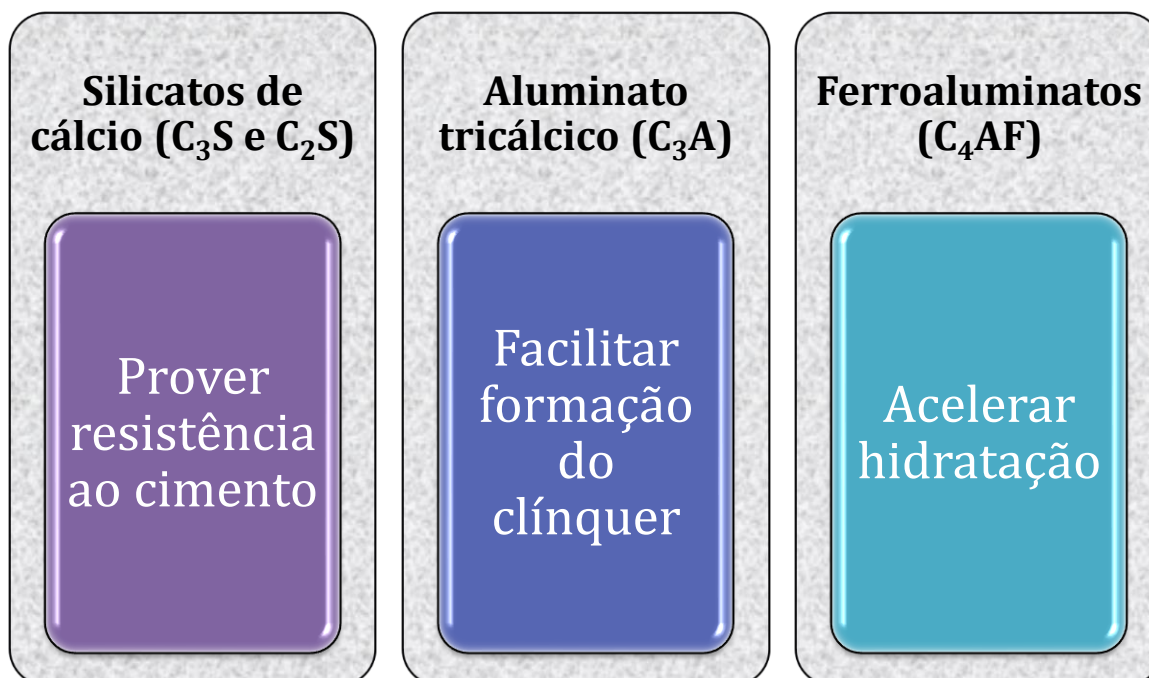 Silicatos de
cálcio (C₃S e C₂S)
Prover
resistência
ao cimento
Aluminato
tricálcico (C₃A)
Facilitar
formação
do
clínquer
Ferroaluminatos
(C₄AF)
Acelerar
hidratação